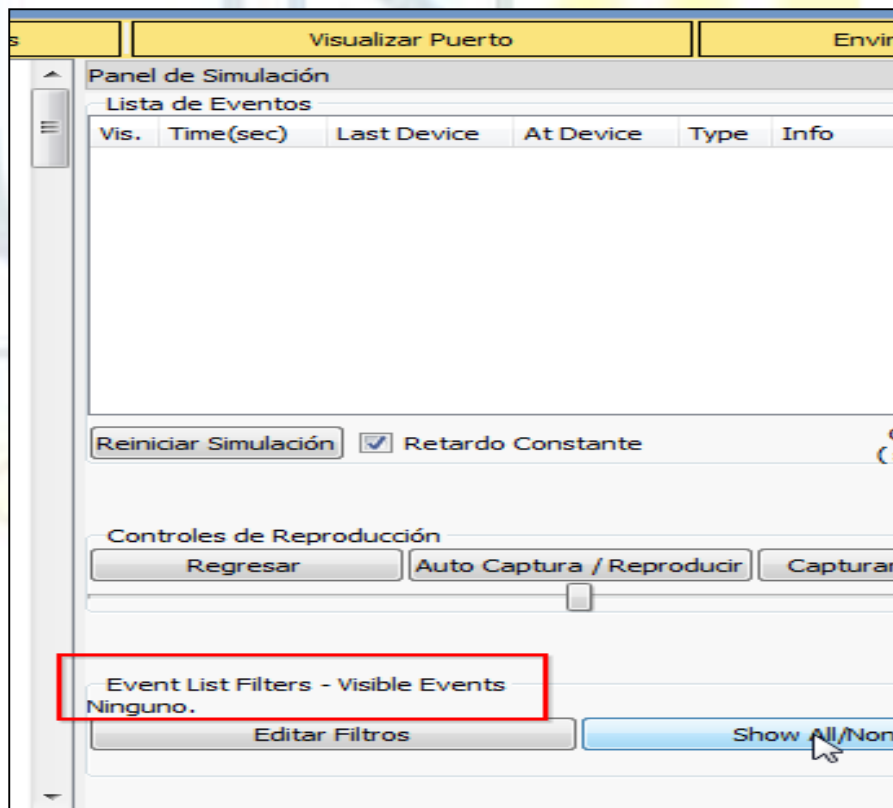 s Visualizar Puerto Envir
Panel de Simulación
Lista de Eventos
Vis. Time(sec) Last Device At Device Type Info
Reiniciar Simulación Retardo Constante
Controles de Reproducción
Regresar Auto Captura / Reproducir Capturar
Event List Filters - Visible Events
Ninguno.
Editar Filtros Show All/Non